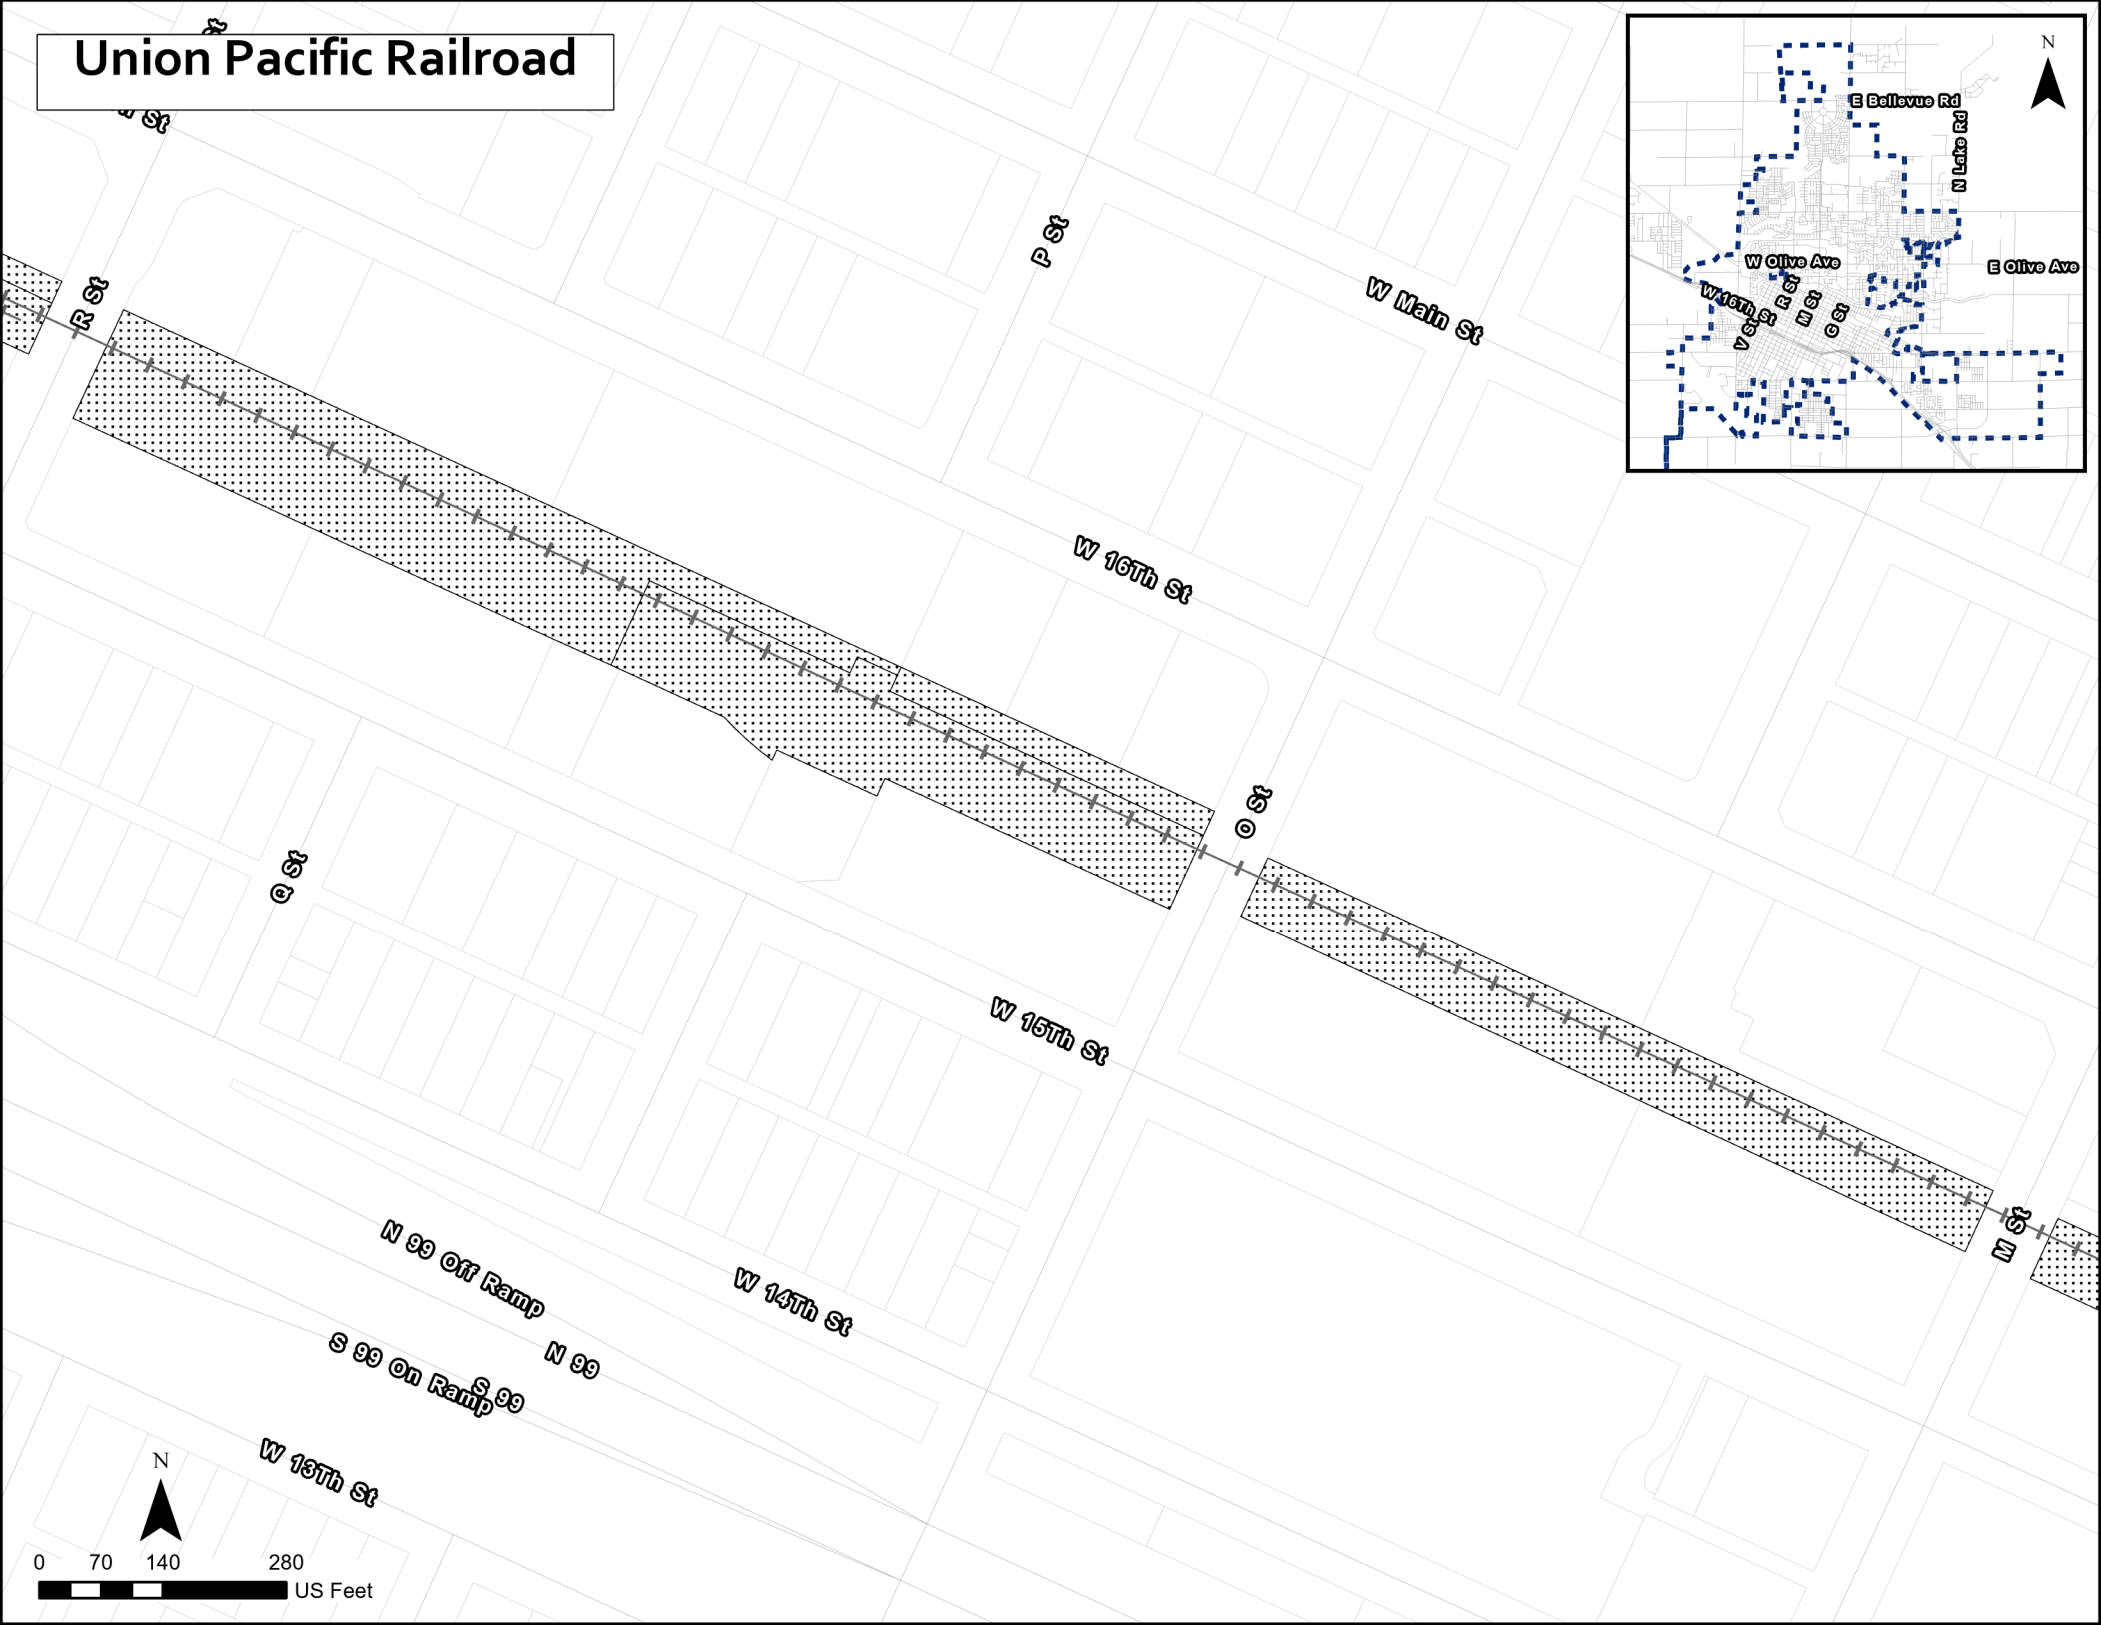 Union Pacific Railroad
St
St
R St
P St
W Main St
W 16Th St
O St
Q St
W 15Th St
M St
N 99 Off Ramp
W 14Th St
S 99 On Ramp
N 99
S 99
W 13Th St
N
0 70 140 280
US Feet
N
E Bellevue Rd
N Lake Rd
W Olive Ave
E Olive Ave
W 16Th St
R St
M St
G St
V St